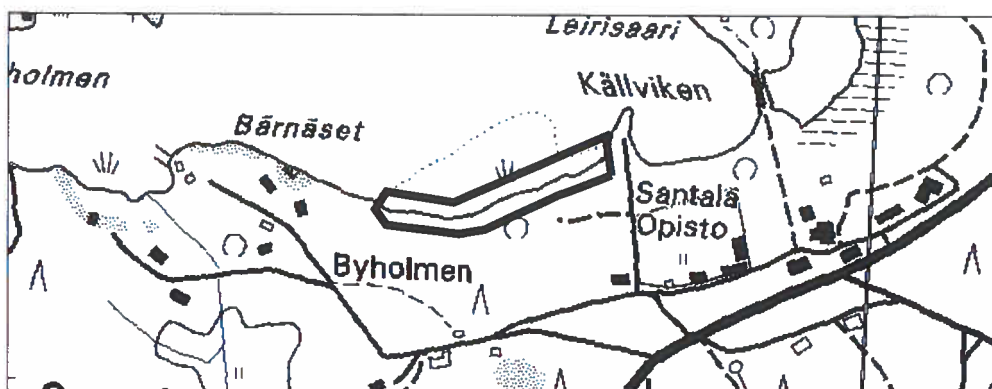 Leirisaari
holmen
Källviken
Bärnäset
Santala
Opisto
Byholmen